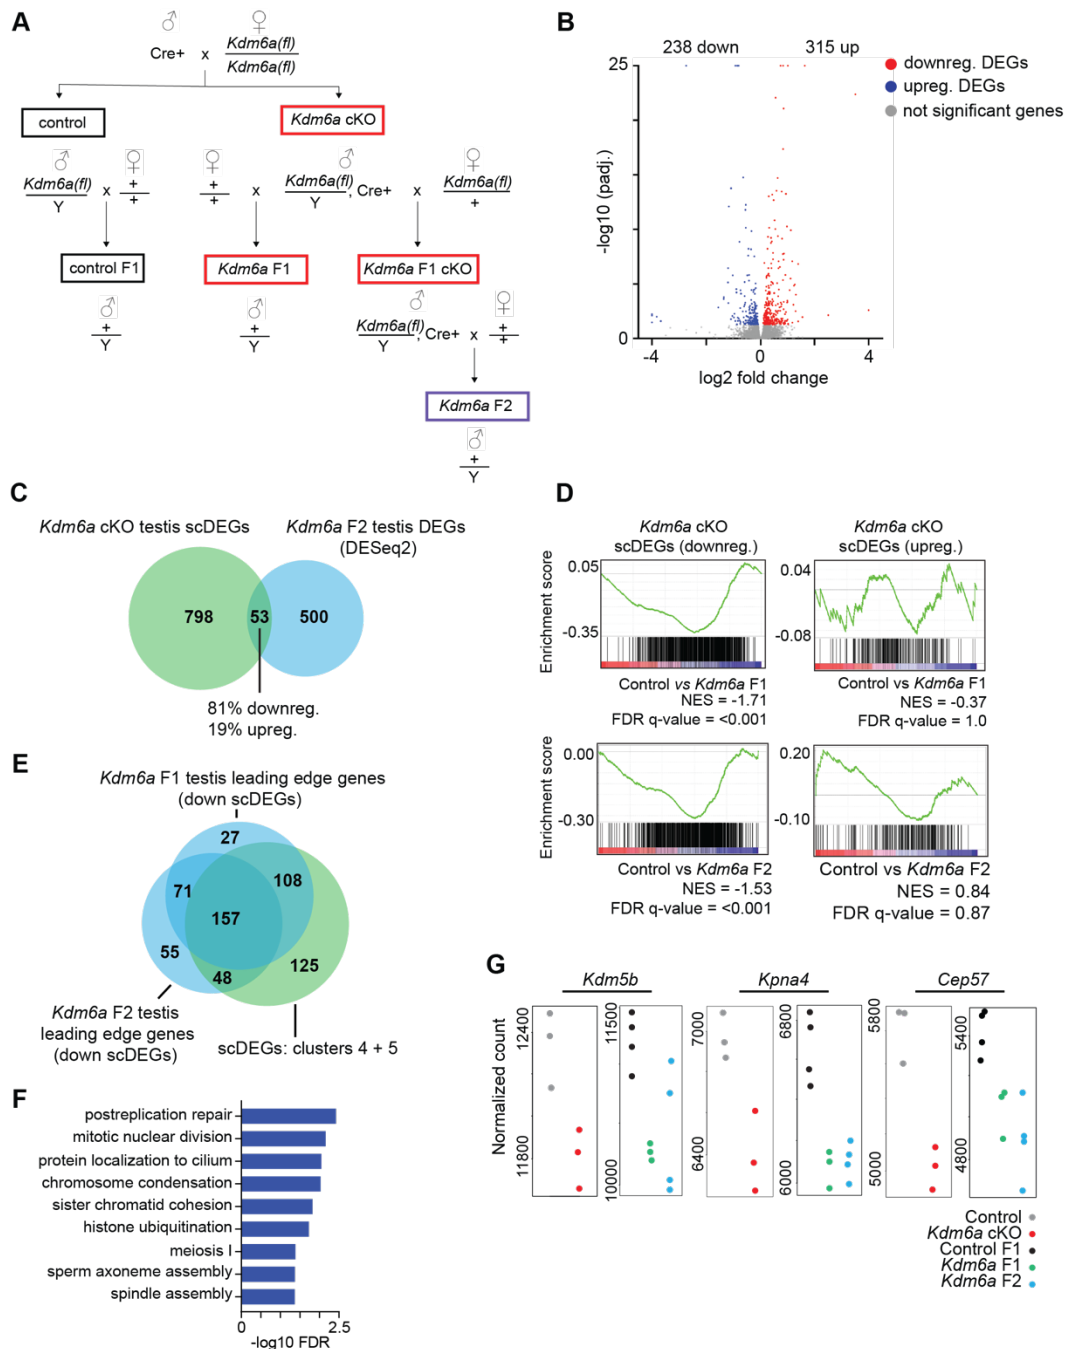 A
♂ ♀
Cre+ x Kdm6a(fl)
Kdm6a(fl)
control
Kdm6a cKO
♂ ♀ ♀ ♂ ♀
Kdm6a(fl) x + + x Kdm6a(fl), Cre+ x Kdm6a(fl)
Y + + Y +
control F1
Kdm6a F1
Kdm6a F1 cKO
♂ ♂ ♂ ♀
+ + Kdm6a(fl), Cre+ x +
Y Y Y +
Kdm6a F2
♂
+
Y
B
238 down 315 up
downreg. DEGs
upreg. DEGs
not significant genes
25
0
-log10 (padj.)
-4 0 4
log2 fold change
C
Kdm6a cKO testis scDEGs
Kdm6a F2 testis DEGs
(DESeq2)
798 53 500
81% downreg.
19% upreg.
D
Kdm6a cKO
scDEGs (downreg.)
Kdm6a cKO
scDEGs (upreg.)
Enrichment score
0.05
-0.35
0.04
-0.08
Control vs Kdm6a F1
NES = -1.71
FDR q-value = <0.001
Control vs Kdm6a F1
NES = -0.37
FDR q-value = 1.0
Enrichment score
0.00
-0.30
0.20
-0.10
Control vs Kdm6a F2
NES = -1.53
FDR q-value = <0.001
Control vs Kdm6a F2
NES = 0.84
FDR q-value = 0.87
E
Kdm6a F1 testis leading edge genes
(down scDEGs)
27
71 108
157
55
48
125
Kdm6a F2 testis
leading edge genes
(down scDEGs)
scDEGs: clusters 4 + 5
F
postreplication repair
mitotic nuclear division
protein localization to cilium
chromosome condensation
sister chromatid cohesion
histone ubiquitination
meiosis I
sperm axoneme assembly
spindle assembly
0 2.5
-log10 FDR
G
Kdm5b Kpna4 Cep57
Normalized count
12400
11800
11500
10000
7000
6400
6800
6000
5800
5000
5400
4800
Control
Kdm6a cKO
Control F1
Kdm6a F1
Kdm6a F2